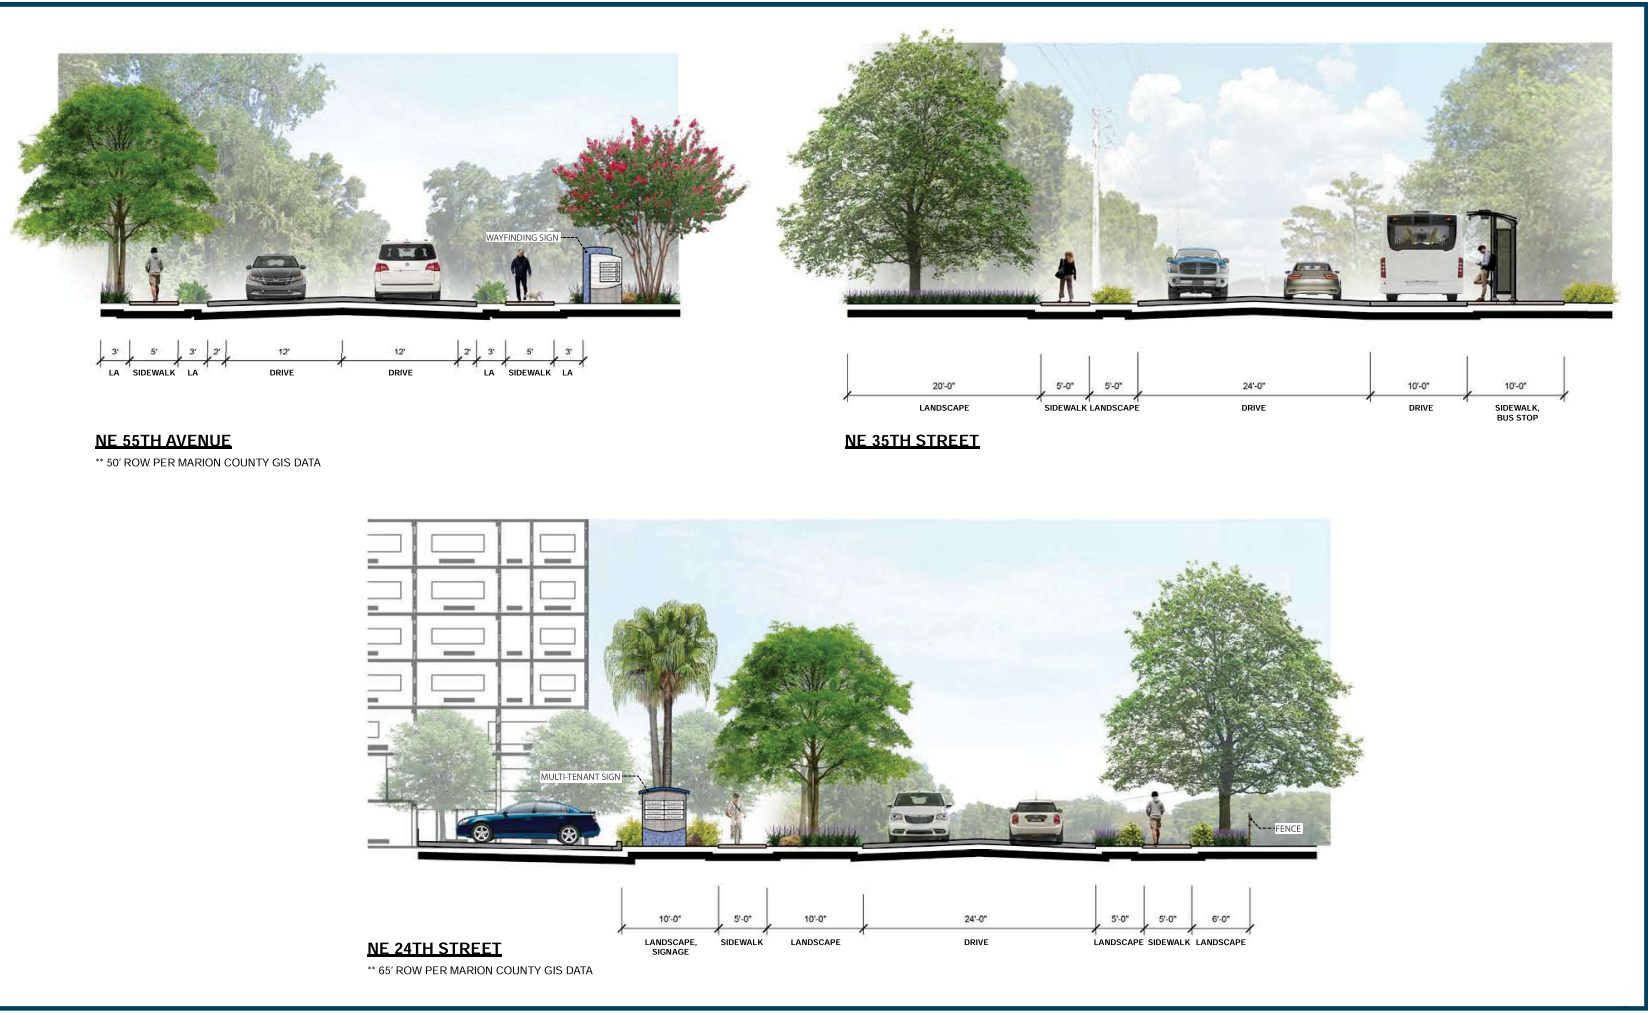 WAYFINDING SIGN
3' 5' 3' 2' 12' 12' 2' 3' 5' 3'
LA SIDEWALK LA DRIVE DRIVE LA SIDEWALK LA
NE 55TH AVENUE
** 50' ROW PER MARION COUNTY GIS DATA
20'-0" 5'-0" 5'-0" 24'-0" 10'-0" 10'-0"
LANDSCAPE SIDEWALK LANDSCAPE DRIVE DRIVE SIDEWALK,
BUS STOP
NE 35TH STREET
MULTI-TENANT SIGN
FENCE
10'-0" 5'-0" 10'-0" 24'-0" 5'-0" 5'-0" 6'-0"
LANDSCAPE, SIDEWALK LANDSCAPE DRIVE LANDSCAPE SIDEWALK LANDSCAPE
SIGNAGE
NE 24TH STREET
** 65' ROW PER MARION COUNTY GIS DATA